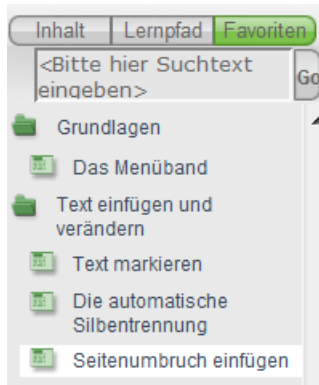 Inhalt Lernpfad Favoriten
<Bitte hier Suchtext
eingeben>
Go
Grundlagen
Das Menüband
Text einfügen und
verändern
Text markieren
Die automatische
Silbentrennung
Seitenumbruch einfügen